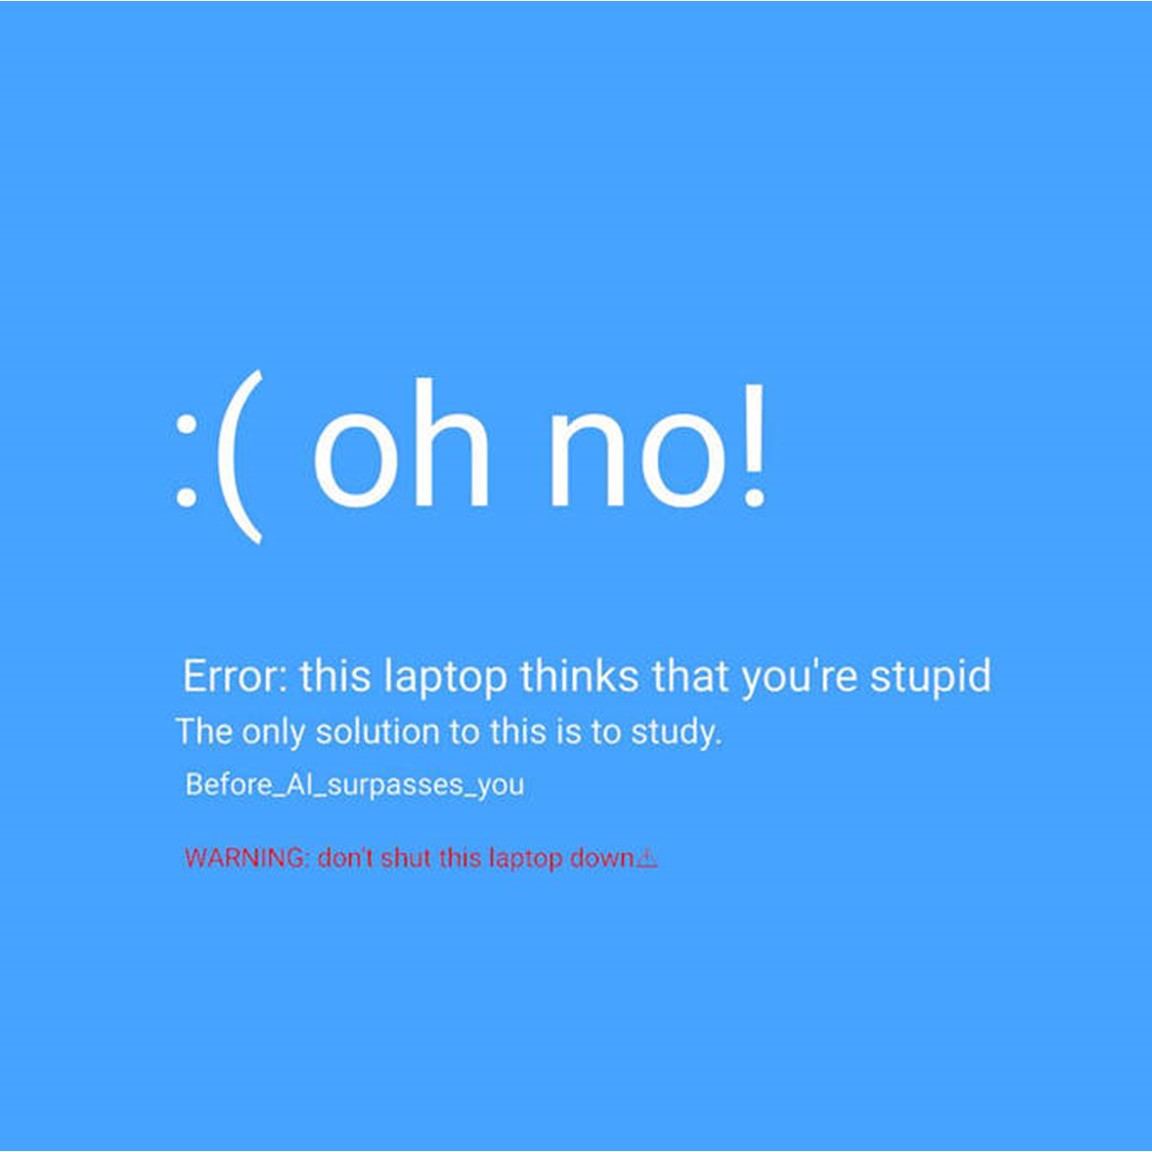 :( oh no!
Error: this laptop thinks that you're stupid
The only solution to this is to study.
Before_AI_surpasses_you
WARNING: don't shut this laptop down⚠